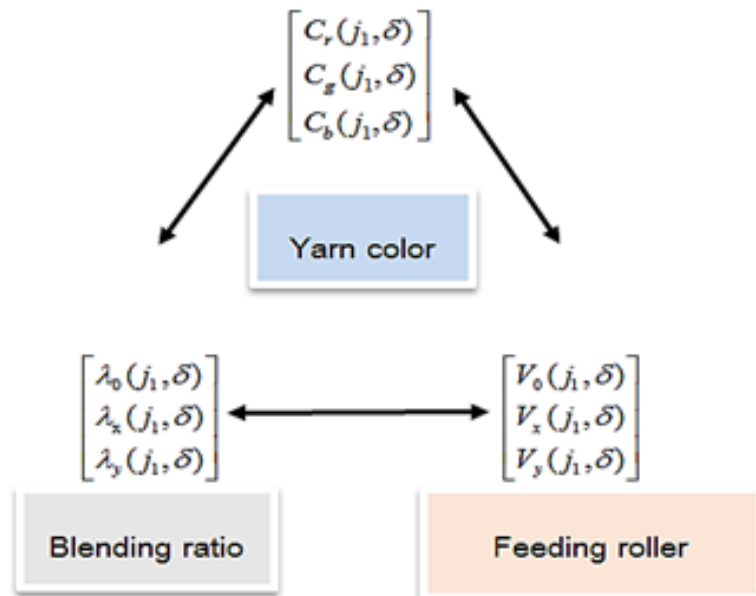 C_r(j_1,δ)
C_g(j_1,δ)
C_b(j_1,δ)
Yarn color
λ_0(j_1,δ)
λ_x(j_1,δ)
λ_y(j_1,δ)
V_0(j_1,δ)
V_x(j_1,δ)
V_y(j_1,δ)
Blending ratio
Feeding roller